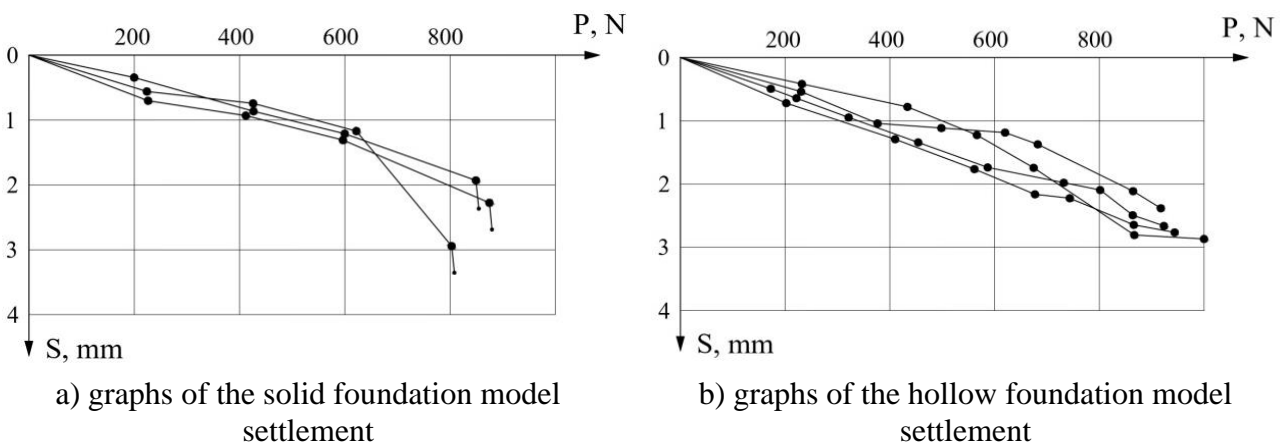 P, N
200 400 600 800
0
1
2
3
4
S, mm
a) graphs of the solid foundation model
settlement
P, N
200 400 600 800
0
1
2
3
4
S, mm
b) graphs of the hollow foundation model
settlement